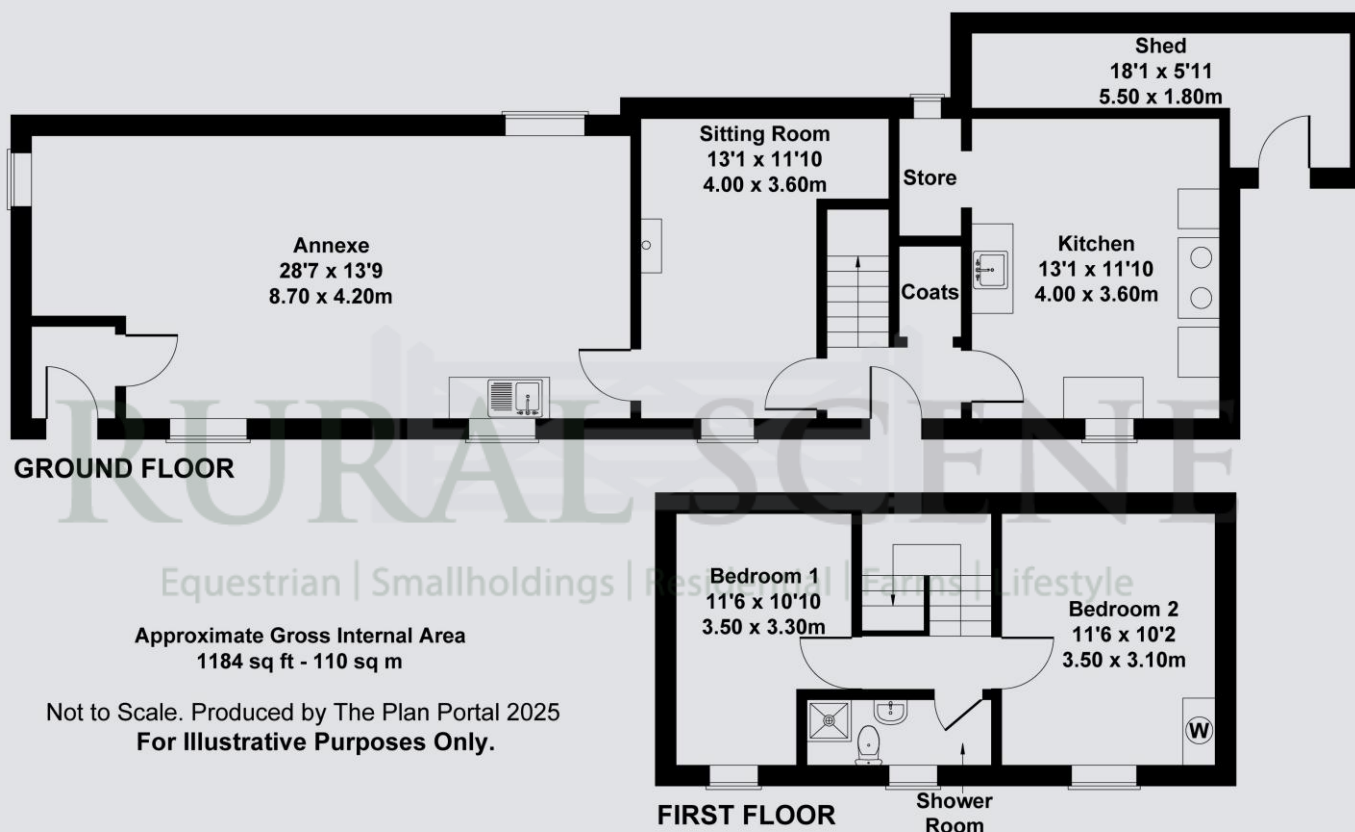 Shed
18'1 x 5'11
5.50 x 1.80m
Sitting Room
13'1 x 11'10
4.00 x 3.60m
Store
Annexe
28'7 x 13'9
8.70 x 4.20m
Kitchen
13'1 x 11'10
4.00 x 3.60m
Coats
RURAL SCENE
GROUND FLOOR
Equestrian | Smallholdings | Residential | Farms | Lifestyle
Bedroom 1
11'6 x 10'10
3.50 x 3.30m
Bedroom 2
11'6 x 10'2
3.50 x 3.10m
Approximate Gross Internal Area
1184 sq ft - 110 sq m
Not to Scale. Produced by The Plan Portal 2025
For Illustrative Purposes Only.
W
FIRST FLOOR
Shower
Room